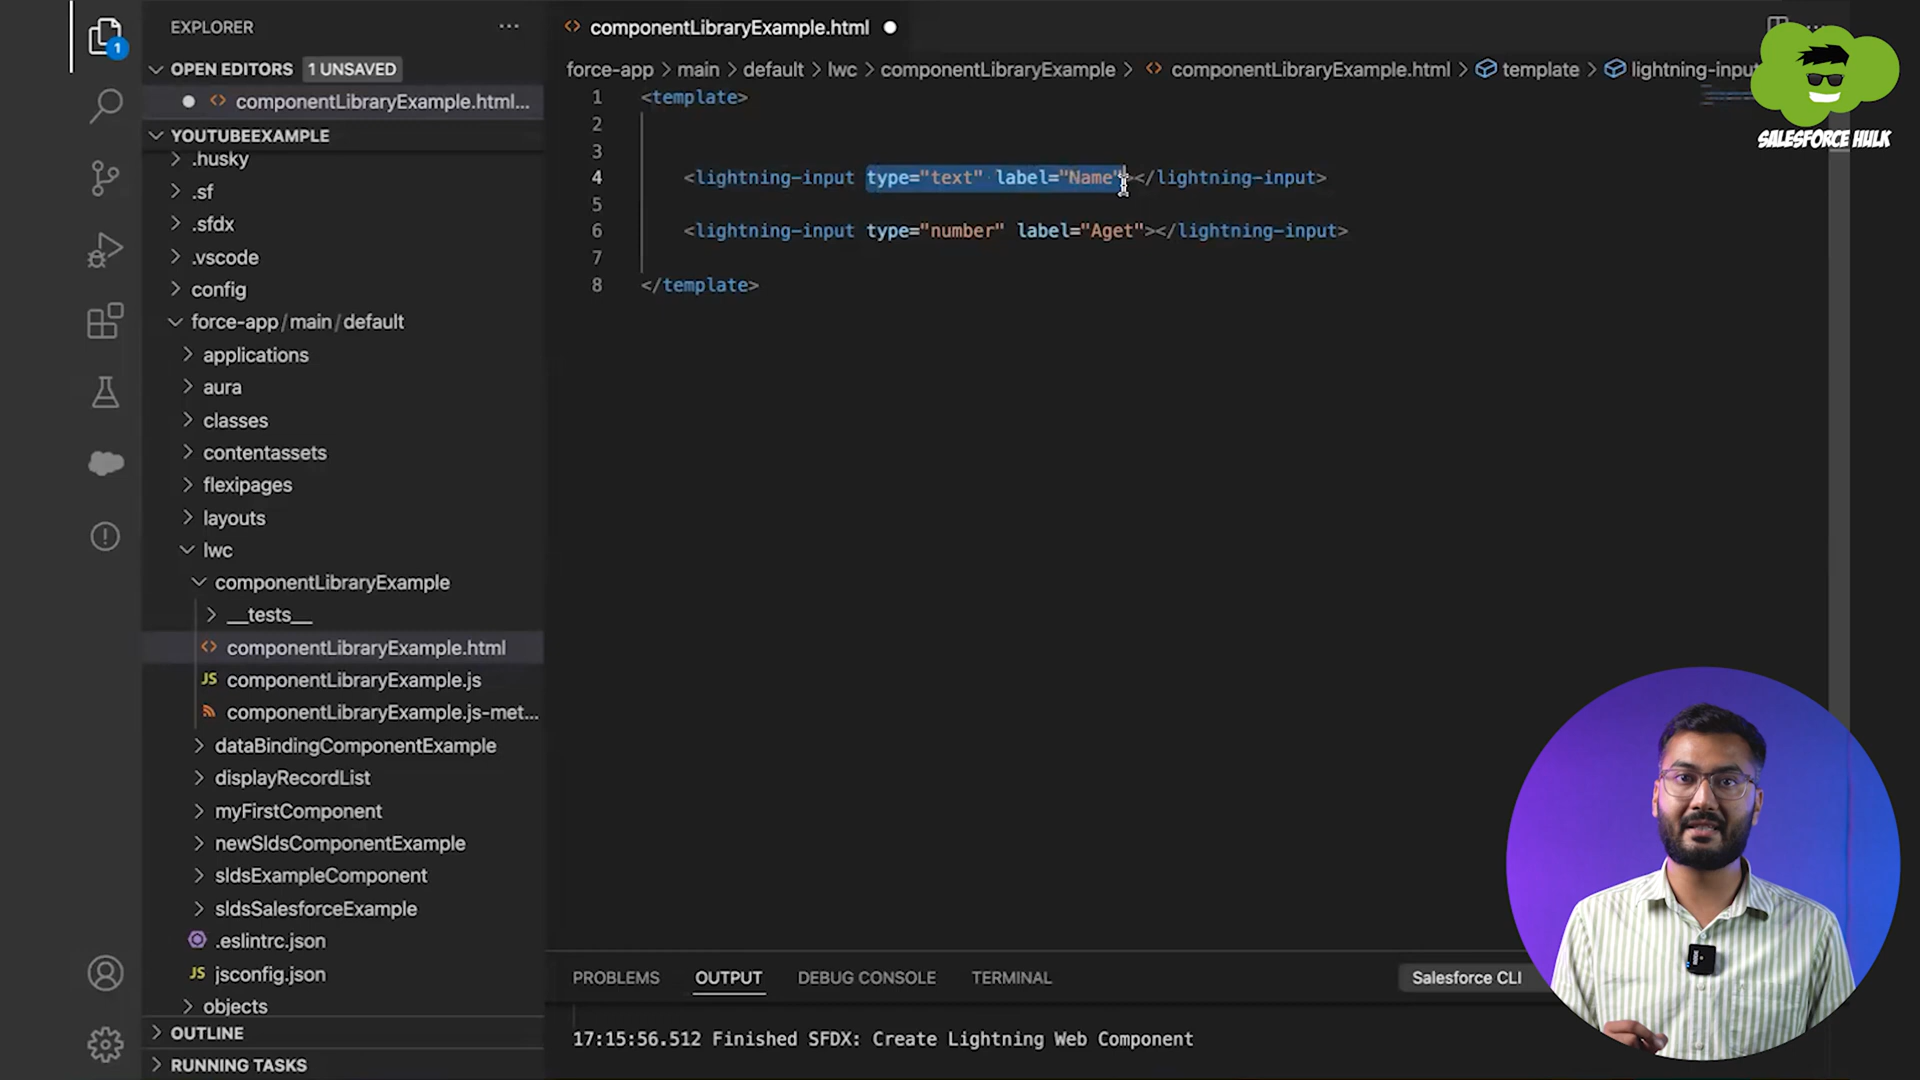 EXPLORER
OPEN EDITORS 1 UNSAVED
componentLibraryExample.html...
YOUTUBEEXAMPLE
.husky
.sf
.sfdx
.vscode
config
force-app/main/default
applications
aura
classes
contentassets
flexipages
layouts
lwc
componentLibraryExample
__tests__
componentLibraryExample.html
JS componentLibraryExample.js
componentLibraryExample.js-met...
dataBindingComponentExample
displayRecordList
myFirstComponent
newSldsComponentExample
sldsExampleComponent
sldsSalesforceExample
.eslintrc.json
JS jsconfig.json
objects
OUTLINE
RUNNING TASKS
1
componentLibraryExample.html
force-app > main > default > lwc > componentLibraryExample > componentLibraryExample.html > template > lightning-input
1 <template>
2
3
4 <lightning-input type="text" label="Name"></lightning-input>
5
6 <lightning-input type="number" label="Aget"></lightning-input>
7
8 </template>
PROBLEMS OUTPUT DEBUG CONSOLE TERMINAL Salesforce CLI
17:15:56.512 Finished SFDX: Create Lightning Web Component
SALESFORCE HULK